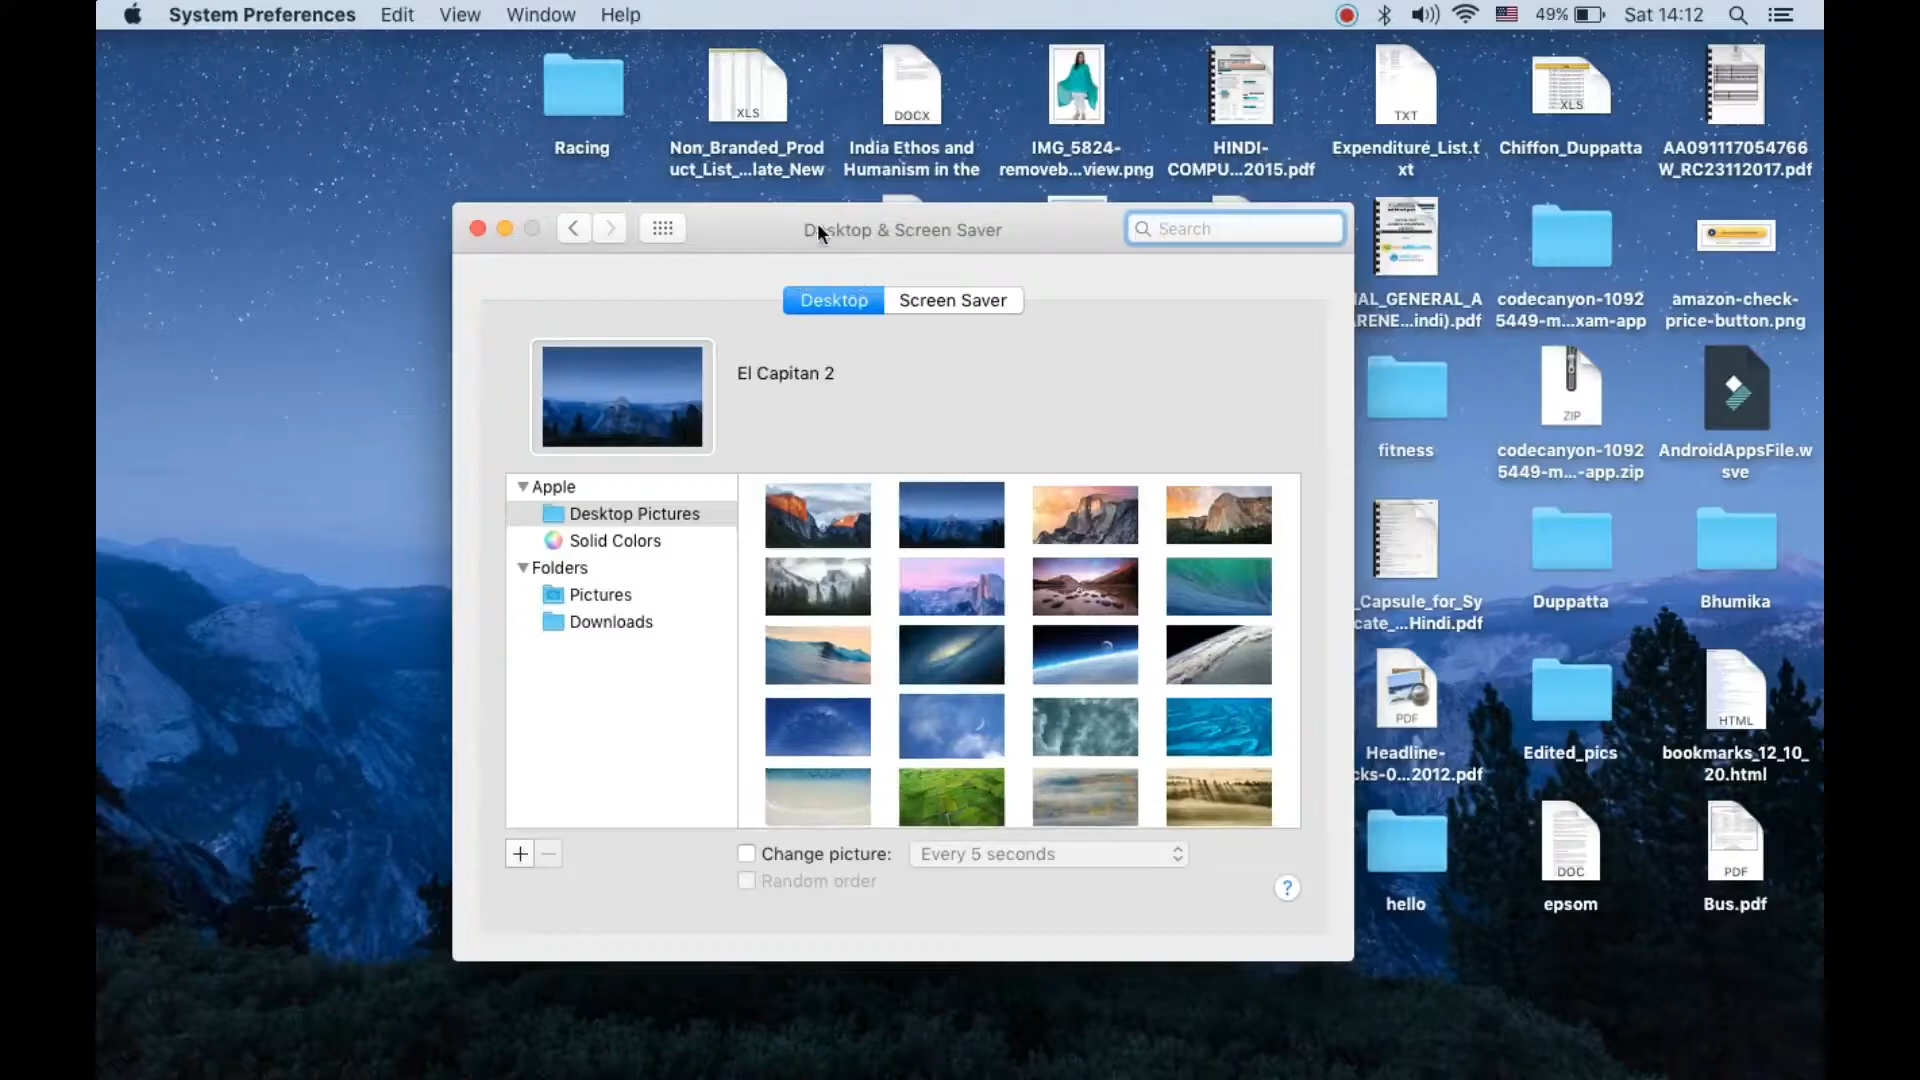 System Preferences Edit View Window Help
49% Sat 14:12
XLS
DOCX
TXT
XLS
Racing
Non_Branded_Prod
uct_List_...late_New
India Ethos and
Humanism in the
IMG_5824-
removeb...view.png
HINDI-
COMPU...2015.pdf
Expenditure_List.t
xt
Chiffon_Duppatta
AA091117054766
W_RC23112017.pdf
Desktop & Screen Saver
Search
Desktop Screen Saver
El Capitan 2
Apple
Desktop Pictures
Solid Colors
Folders
Pictures
Downloads
+ −
Change picture: Every 5 seconds
Random order
?
IAL_GENERAL_A
RENE...indi).pdf
codecanyon-1092
5449-m...xam-app
amazon-check-
price-button.png
ZIP
fitness
codecanyon-1092
5449-m...-app.zip
AndroidAppsFile.w
sve
_Capsule_for_Sy
cate_...Hindi.pdf
Duppatta
Bhumika
PDF
HTML
Headline-
cks-0...2012.pdf
Edited_pics
bookmarks_12_10_
20.html
DOC
PDF
hello
epsom
Bus.pdf